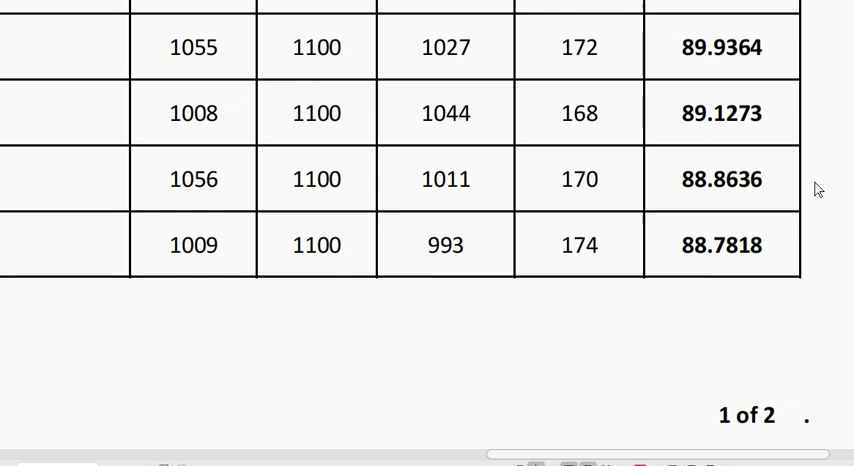 1055 1100 1027 172 89.9364
1008 1100 1044 168 89.1273
1056 1100 1011 170 88.8636
1009 1100 993 174 88.7818
1 of 2 .